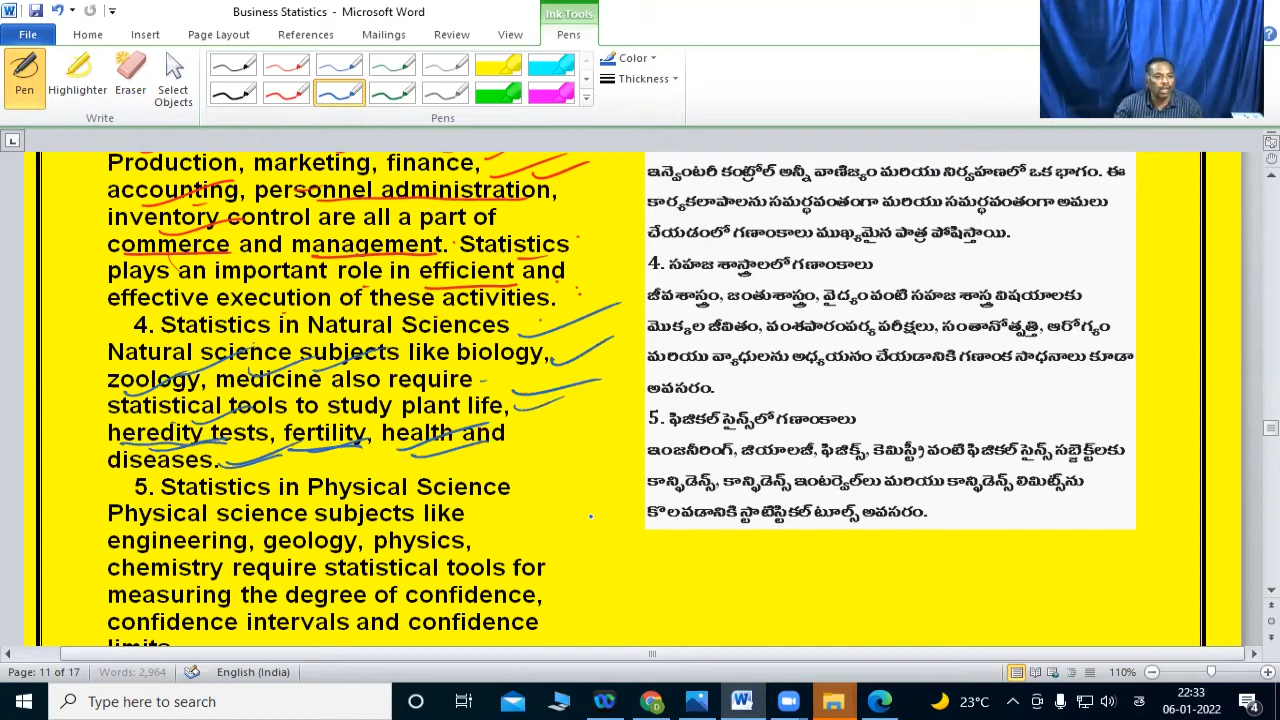 Business Statistics - Microsoft Word
Ink Tools
File Home Insert Page Layout References Mailings Review View Pens
Pen Highlighter Eraser Select Objects
Color
Thickness
Write
Pens
Production, marketing, finance,
accounting, personnel administration,
inventory control are all a part of
commerce and management. Statistics
plays an important role in efficient and
effective execution of these activities.
4. Statistics in Natural Sciences
Natural science subjects like biology,
zoology, medicine also require
statistical tools to study plant life,
heredity tests, fertility, health and
diseases.
5. Statistics in Physical Science
Physical science subjects like
engineering, geology, physics,
chemistry require statistical tools for
measuring the degree of confidence,
confidence intervals and confidence
limits
ఇన్వెంటరీ కంట్రోల్ అన్నీ వాణిజ్యం మరియు నిర్వహణలో ఒక భాగం. ఈ
కార్యకలాపాలను సమర్థవంతంగా మరియు సమర్థవంతంగా అమలు
చేయడంలో గణాంకాలు ముఖ్యమైన పాత్ర పోషిస్తాయి.
4. సహజ శాస్త్రాలలో గణాంకాలు
జీవశాస్త్రం, జంతుశాస్త్రం, వైద్యం వంటి సహజ శాస్త్ర విషయాలకు
మొక్కల జీవితం, వంశపారంపర్య పరీక్షలు, సంతానోత్పత్తి, ఆరోగ్యం
మరియు వ్యాధులను అధ్యయనం చేయడానికి గణాంక సాధనాలు కూడా
అవసరం.
5. ఫిజికల్ సైన్స్‌లో గణాంకాలు
ఇంజనీరింగ్, జియాలజీ, ఫిజిక్స్, కెమిస్ట్రీ వంటి ఫిజికల్ సైన్స్ సబ్జెక్ట్‌లకు
కాన్ఫిడెన్స్, కాన్ఫిడెన్స్ ఇంటర్వెల్‌లు మరియు కాన్ఫిడెన్స్ లిమిట్స్‌ను
కొలవడానికి స్టాటిస్టికల్ టూల్స్ అవసరం.
Page: 11 of 17 Words: 2,964 English (India) 110%
Type here to search
23°C
22:33
06-01-2022
4